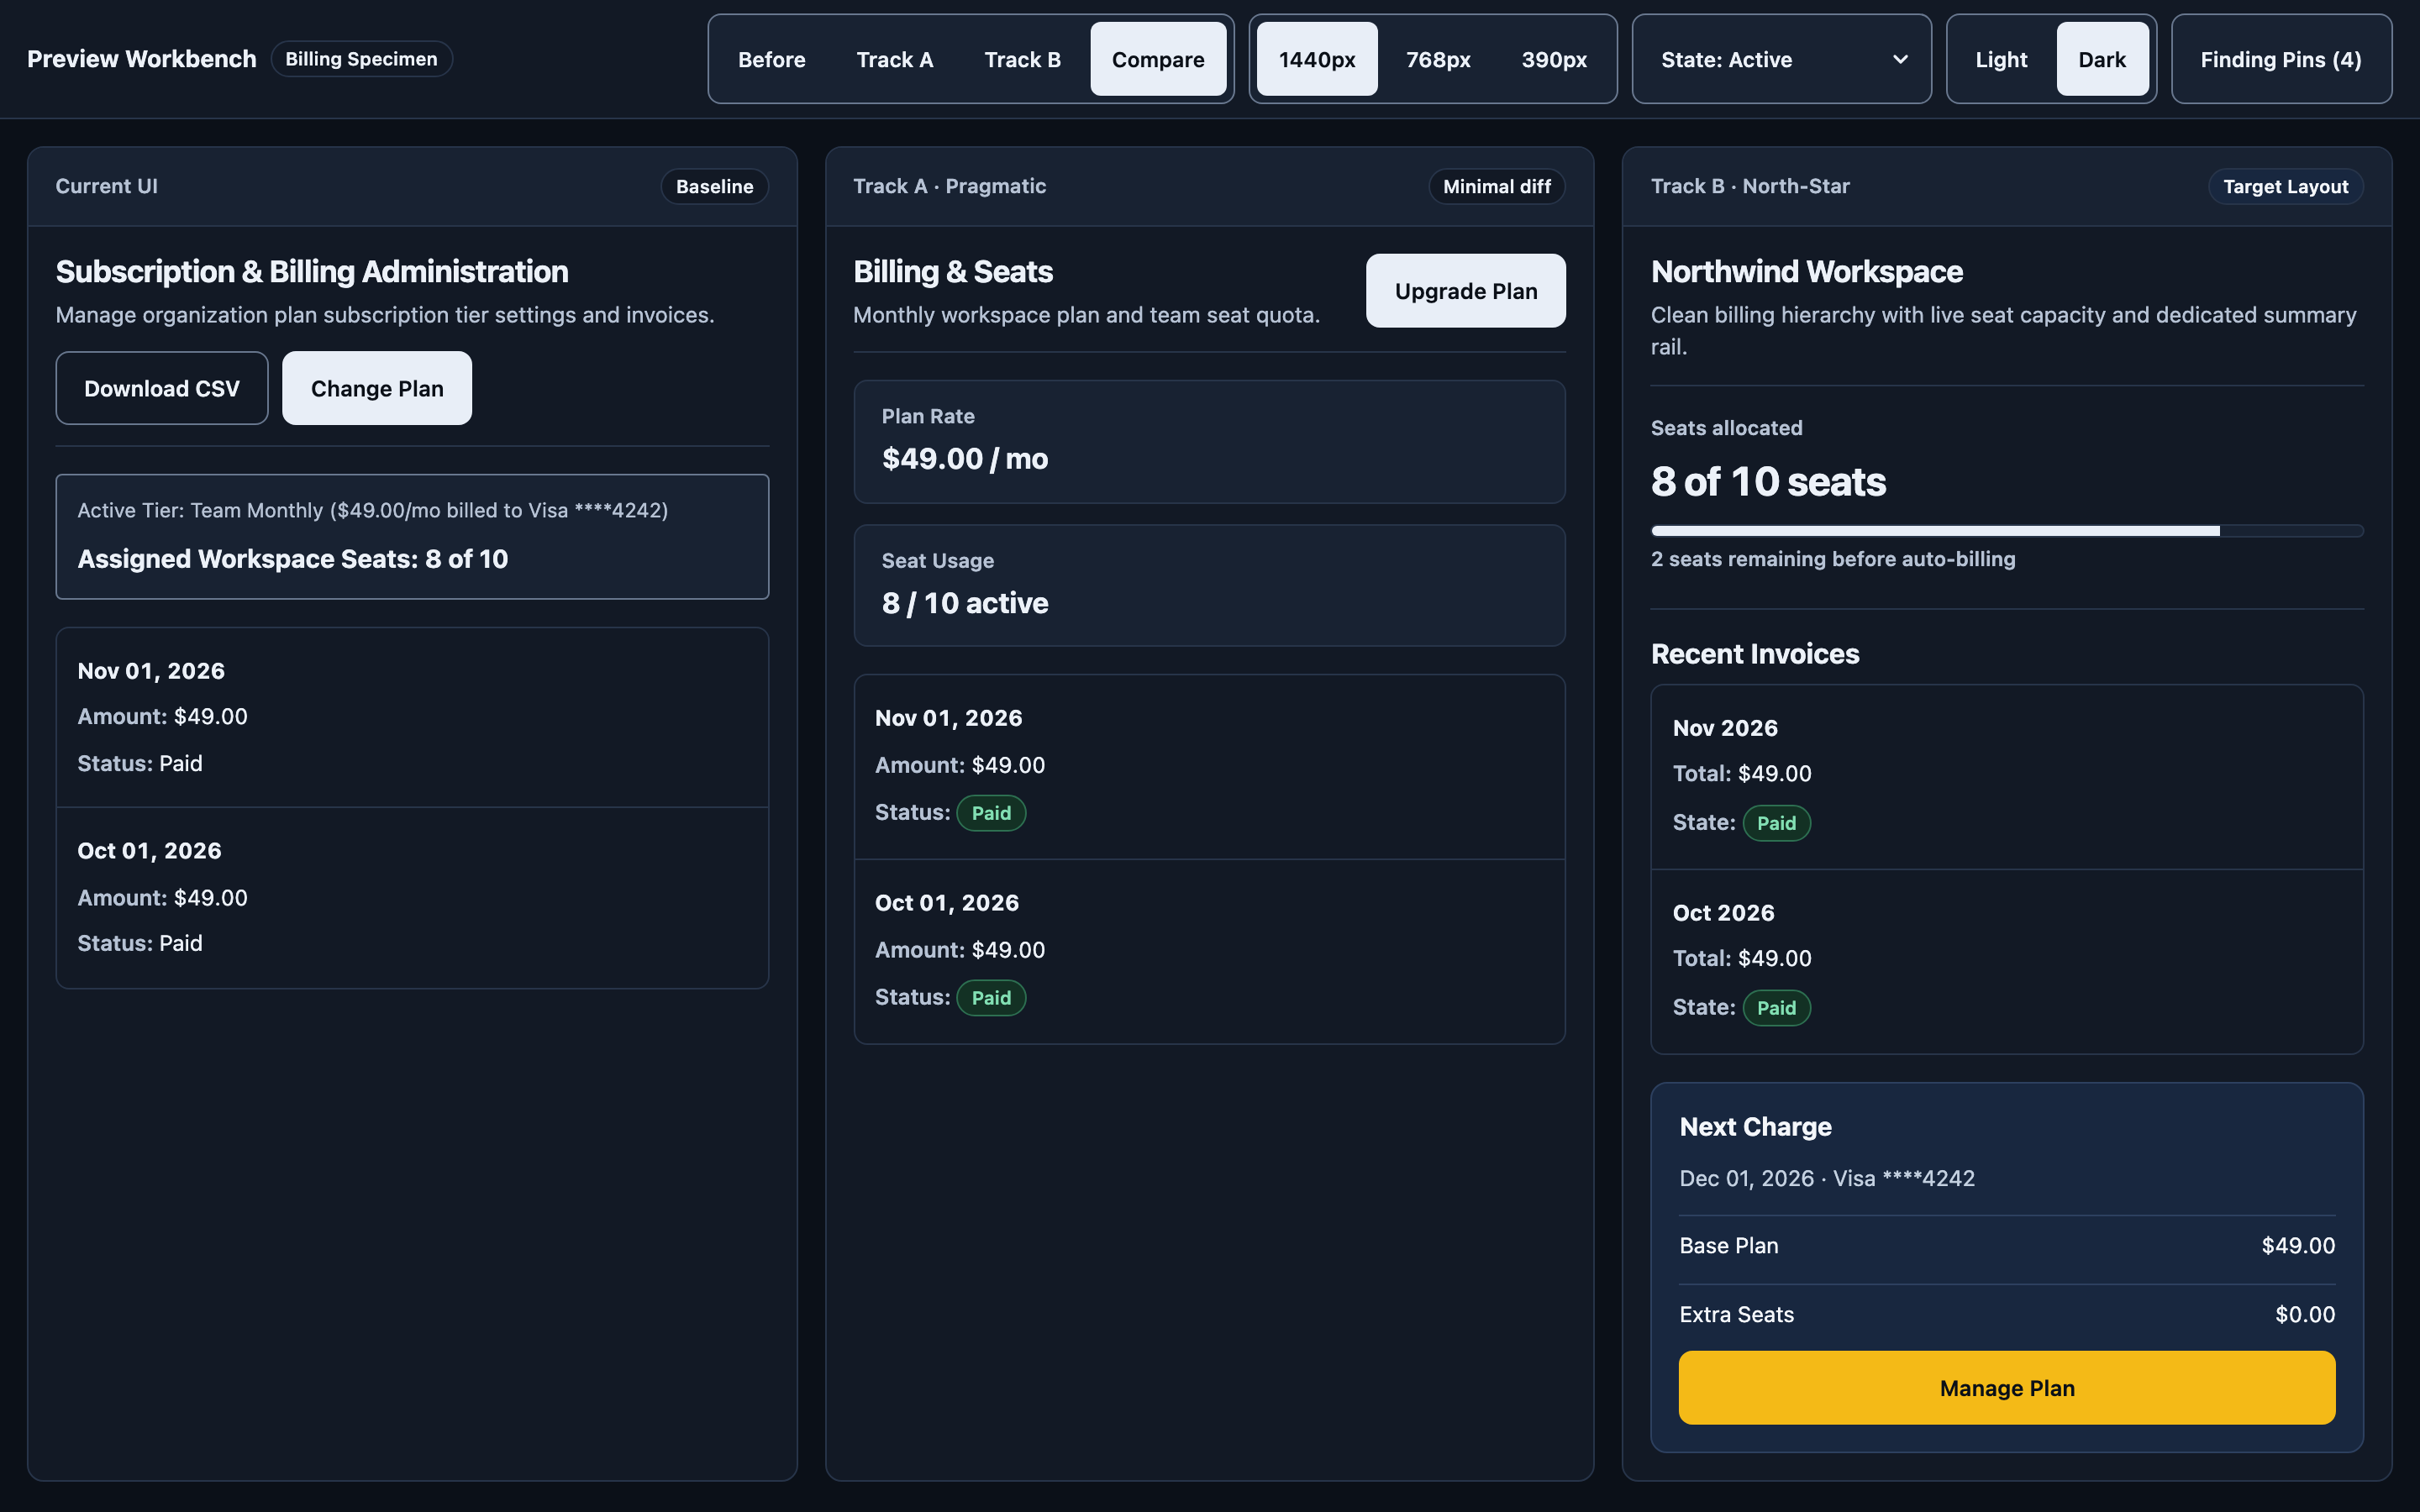 Preview Workbench
Billing Specimen
Before
Track A
Track B
Compare
1440px
768px
390px
State: Active
Light
Dark
Finding Pins (4)
Current UI
Baseline
Subscription & Billing Administration
Manage organization plan subscription tier settings and invoices.
Download CSV
Change Plan
Active Tier: Team Monthly ($49.00/mo billed to Visa ****4242)
Assigned Workspace Seats: 8 of 10
Nov 01, 2026
Amount: $49.00
Status: Paid
Oct 01, 2026
Amount: $49.00
Status: Paid
Track A · Pragmatic
Minimal diff
Billing & Seats
Monthly workspace plan and team seat quota.
Upgrade Plan
Plan Rate
$49.00 / mo
Seat Usage
8 / 10 active
Nov 01, 2026
Amount: $49.00
Status: Paid
Oct 01, 2026
Amount: $49.00
Status: Paid
Track B · North-Star
Target Layout
Northwind Workspace
Clean billing hierarchy with live seat capacity and dedicated summary
rail.
Seats allocated
8 of 10 seats
2 seats remaining before auto-billing
Recent Invoices
Nov 2026
Total: $49.00
State: Paid
Oct 2026
Total: $49.00
State: Paid
Next Charge
Dec 01, 2026 · Visa ****4242
Base Plan $49.00
Extra Seats $0.00
Manage Plan